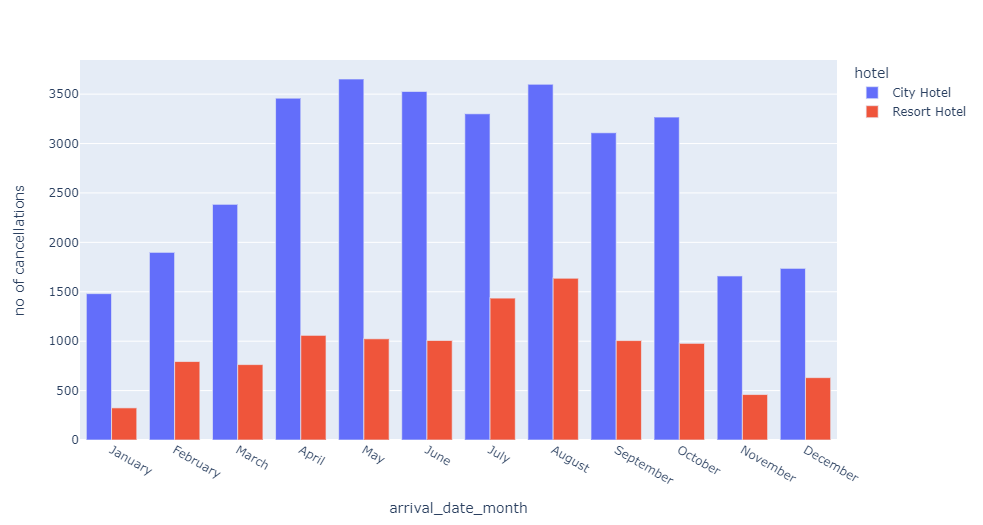 hotel
City Hotel
Resort Hotel
no of cancellations
3500
3000
2500
2000
1500
1000
500
0
January
February
March
April
May
June
July
August
September
October
November
December
arrival_date_month